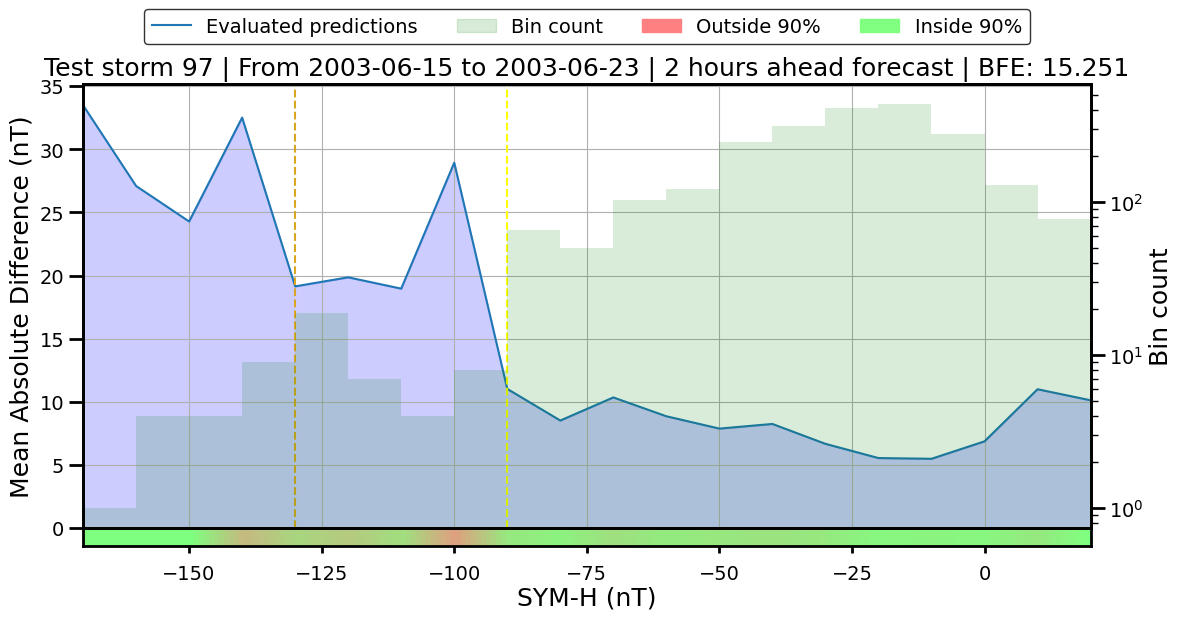 Evaluated predictions Bin count Outside 90% Inside 90%
Test storm 97 | From 2003-06-15 to 2003-06-23 | 2 hours ahead forecast | BFE: 15.251
Mean Absolute Difference (nT)
35
30
25
20
15
10
5
0
10²
10¹
10⁰
Bin count
−150 −125 −100 −75 −50 −25 0
SYM-H (nT)